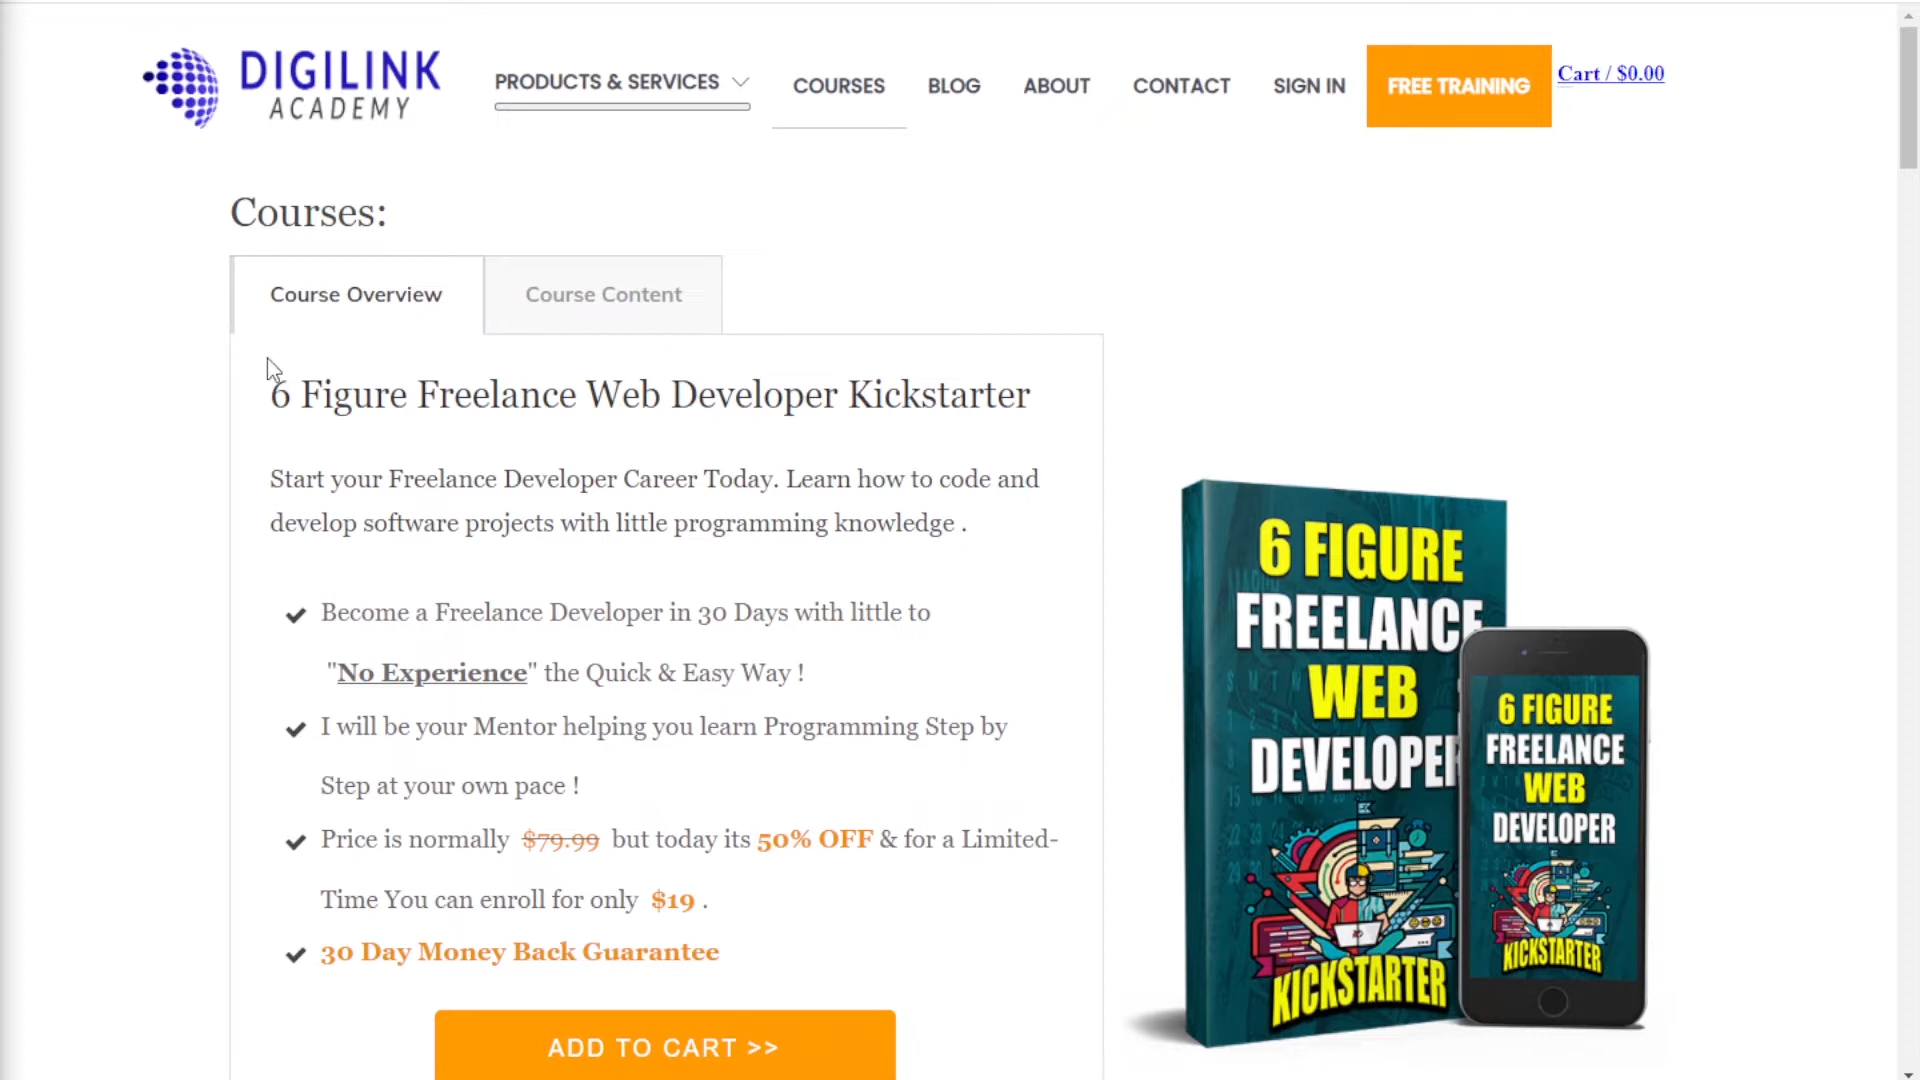 DIGILINK
ACADEMY
PRODUCTS & SERVICES
COURSES
BLOG
ABOUT
CONTACT
SIGN IN
FREE TRAINING
Cart / $0.00
Courses:
Course Overview
Course Content
6 Figure Freelance Web Developer Kickstarter
Start your Freelance Developer Career Today. Learn how to code and
develop software projects with little programming knowledge .
Become a Freelance Developer in 30 Days with little to
"No Experience" the Quick & Easy Way !
I will be your Mentor helping you learn Programming Step by
Step at your own pace !
Price is normally $79.99 but today its 50% OFF & for a Limited-
Time You can enroll for only $19 .
30 Day Money Back Guarantee
ADD TO CART >>
6 FIGURE
FREELANCE
WEB
DEVELOPER
KICKSTARTER
6 FIGURE
FREELANCE
WEB
DEVELOPER
KICKSTARTER